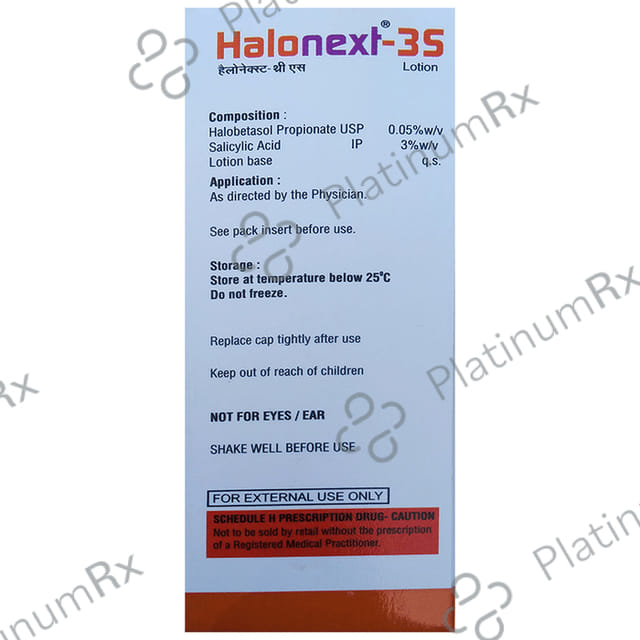 Halonext®-3S
हैलोनेक्स्ट-थ्री एस Lotion
Composition :
Halobetasol Propionate USP 0.05%w/v
Salicylic Acid IP 3%w/v
Lotion base q.s.
Application :
As directed by the Physician.
See pack insert before use.
Storage :
Store at temperature below 25°C
Do not freeze.
Replace cap tightly after use
Keep out of reach of children
NOT FOR EYES / EAR
SHAKE WELL BEFORE USE
FOR EXTERNAL USE ONLY
SCHEDULE H PRESCRIPTION DRUG- CAUTION
Not to be sold by retail without the prescription
of a Registered Medical Practitioner.
PlatinumRx
PlatinumRx
PlatinumRx
PlatinumRx